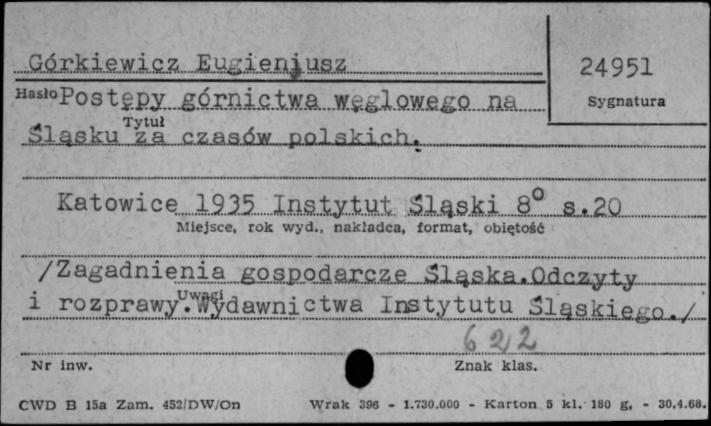 Górkiewicz Eugienjusz
24951
Hasło
Sygnatura
Postępy górnictwa węglowego na
Tytuł
Śląsku za czasów polskich.
Katowice 1935 Instytut Śląski 8° s.20
Miejsce, rok wyd., nakładca, format, objętość
/Zagadnienia gospodarcze Śląska.Odczyty
Uwagi
i rozprawy.Wydawnictwa Instytutu Śląskiego./
622
Nr inw.
Znak klas.
CWD B 15a Zam. 452/DW/On Wrak 396 - 1.730.000 - Karton 5 kl. 180 g. - 30.4.68.